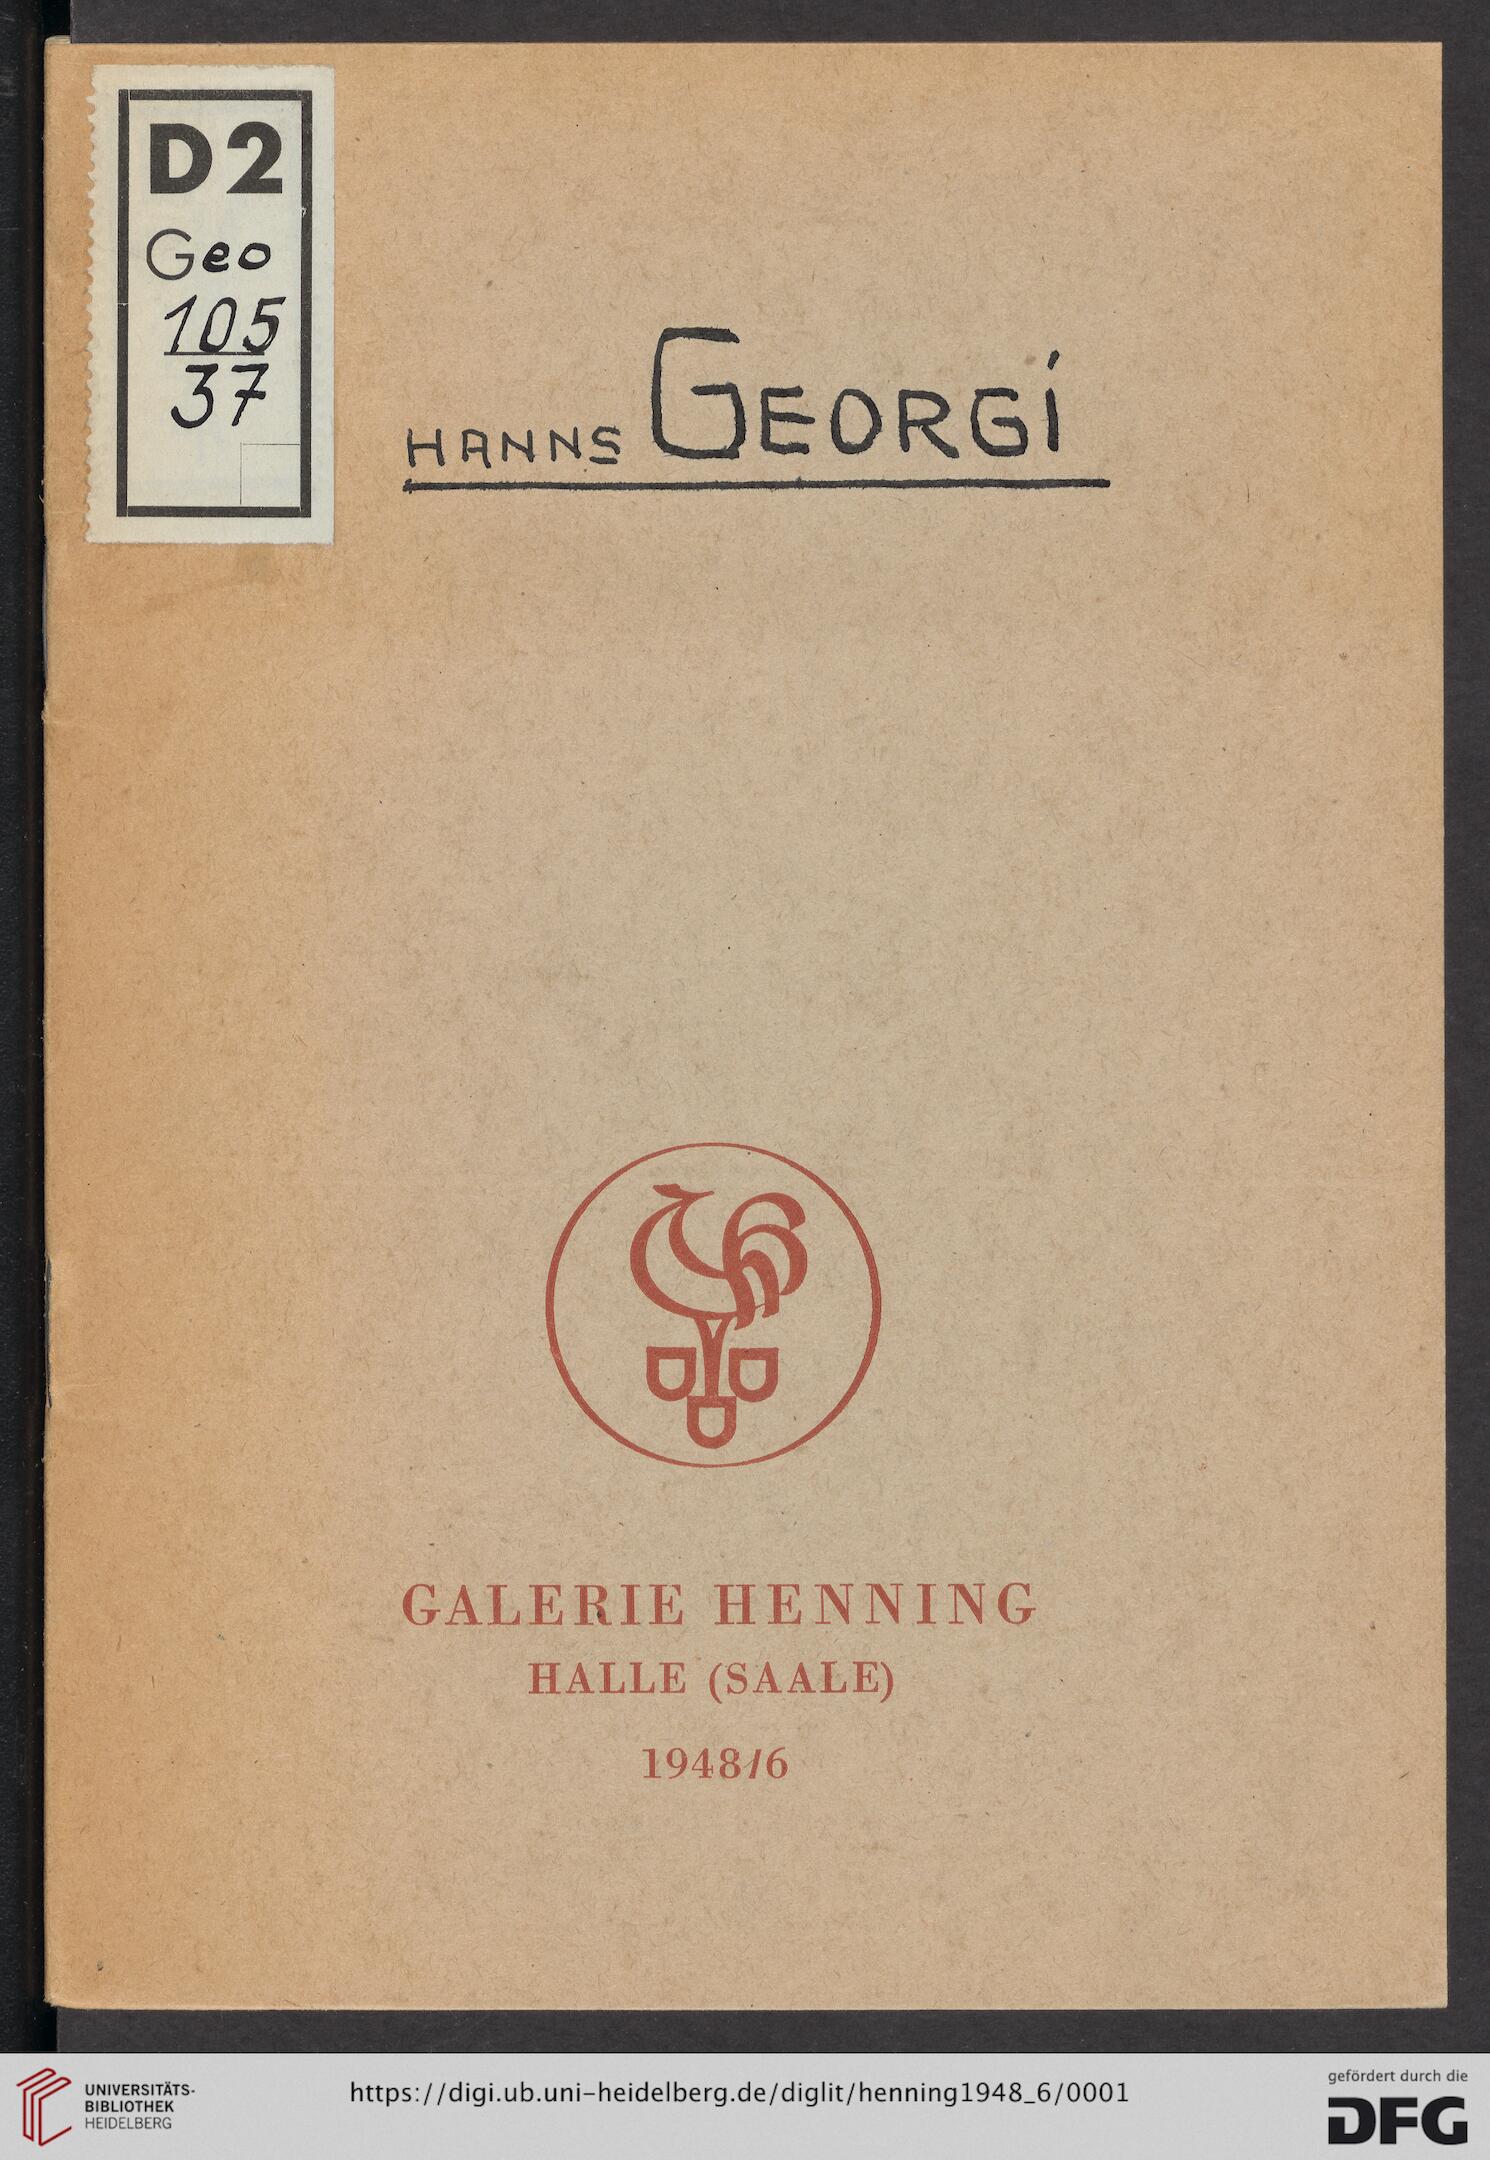 D2
Geo
105
37
HANNS GEORGI
GALERIE HENNING
HALLE (SAALE)
1948/6
UNIVERSITÄTS-
BIBLIOTHEK
HEIDELBERG
https://digi.ub.uni-heidelberg.de/diglit/henning1948_6/0001
gefördert durch die
DFG